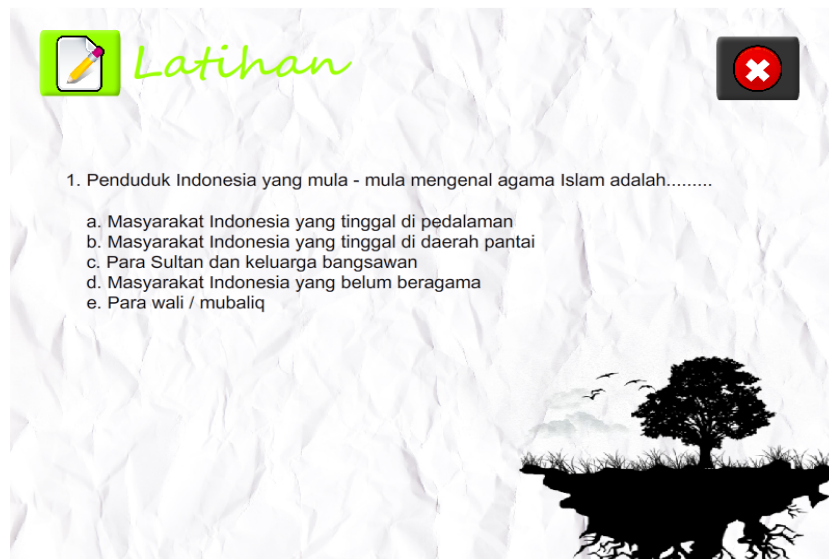 Latihan
1. Penduduk Indonesia yang mula - mula mengenal agama Islam adalah.........
a. Masyarakat Indonesia yang tinggal di pedalaman
b. Masyarakat Indonesia yang tinggal di daerah pantai
c. Para Sultan dan keluarga bangsawan
d. Masyarakat Indonesia yang belum beragama
e. Para wali / mubaliq